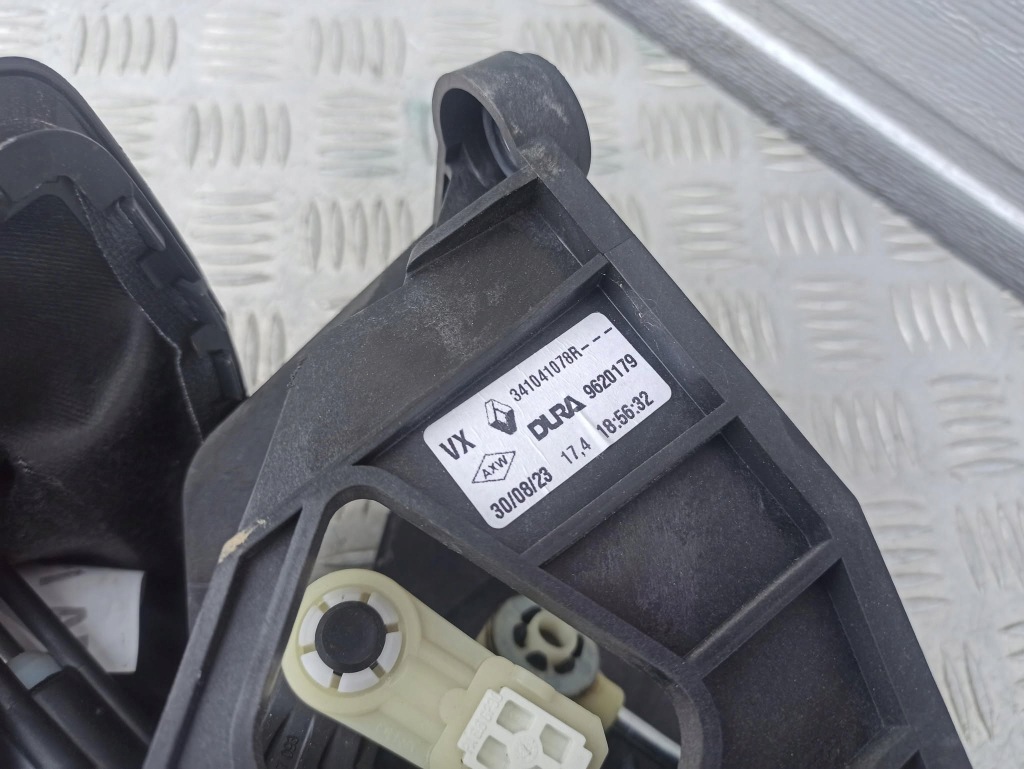 VX 341041078R---
DURA 9620179
AXW
30/08/23 17,4 18:56:32